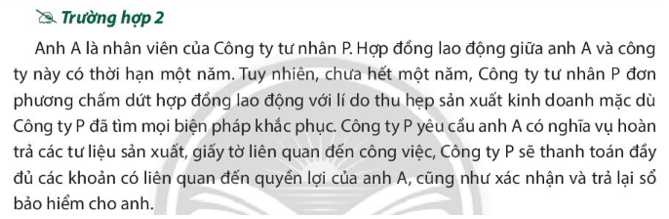 Trường hợp 2
Anh A là nhân viên của Công ty tư nhân P. Hợp đồng lao động giữa anh A và công
ty này có thời hạn một năm. Tuy nhiên, chưa hết một năm, Công ty tư nhân P đơn
phương chấm dứt hợp đồng lao động với lí do thu hẹp sản xuất kinh doanh mặc dù
Công ty P đã tìm mọi biện pháp khắc phục. Công ty P yêu cầu anh A có nghĩa vụ hoàn
trả các tư liệu sản xuất, giấy tờ liên quan đến công việc, Công ty P sẽ thanh toán đầy
đủ các khoản có liên quan đến quyền lợi của anh A, cũng như xác nhận và trả lại sổ
bảo hiểm cho anh.